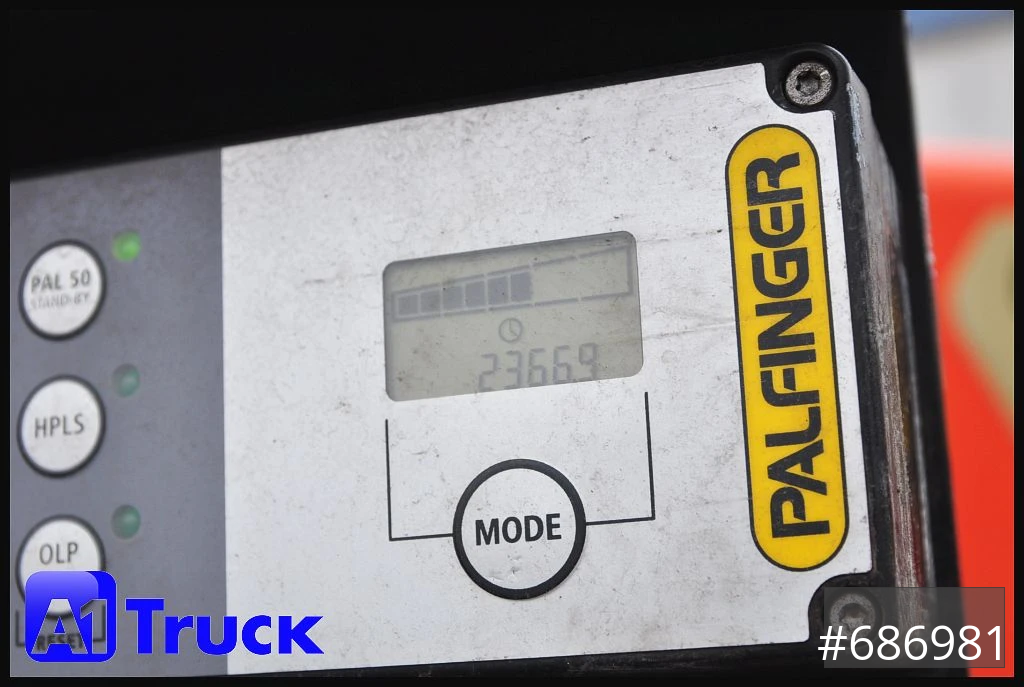 PAL 50
STAND-BY
HPLS
OLP
RESET
23669
MODE
PALFINGER
A1 TRUCK
#686981